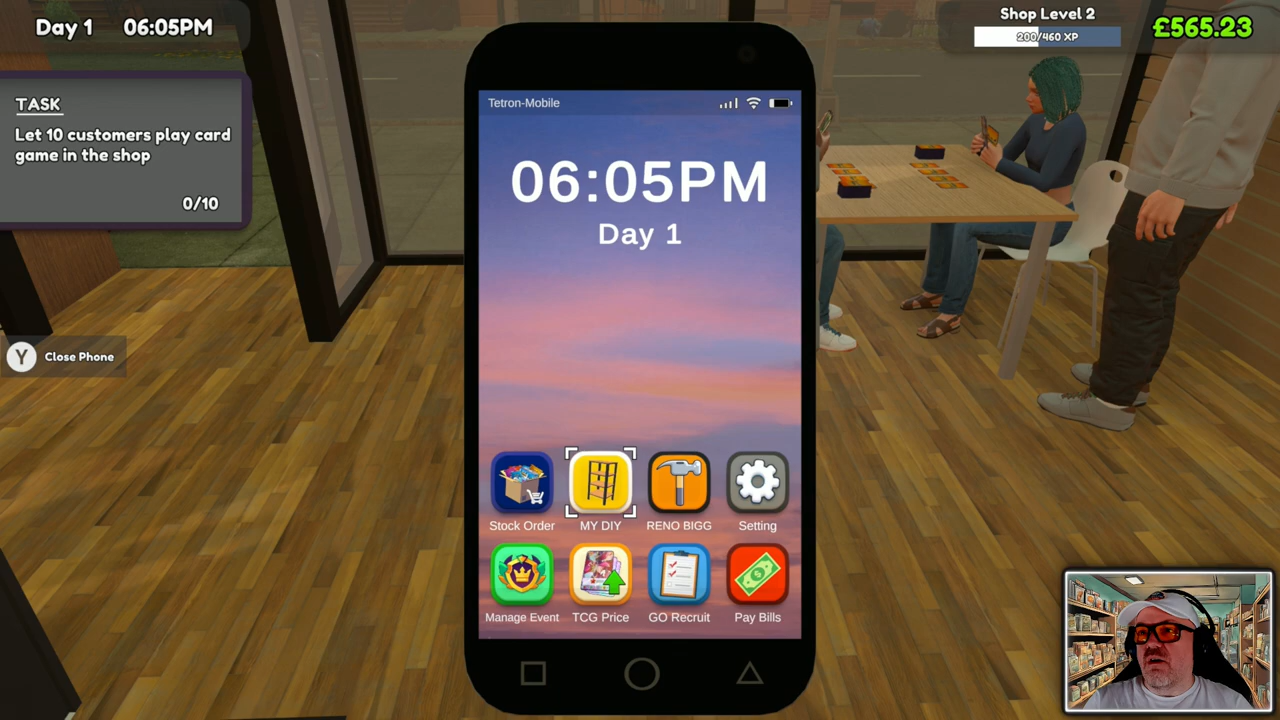 Day 1 06:05PM
Shop Level 2
200/460 XP
£565.23
TASK
Let 10 customers play card
game in the shop
0/10
Y Close Phone
Tetron-Mobile
06:05PM
Day 1
Stock Order MY DIY RENO BIGG Setting
Manage Event TCG Price GO Recruit Pay Bills